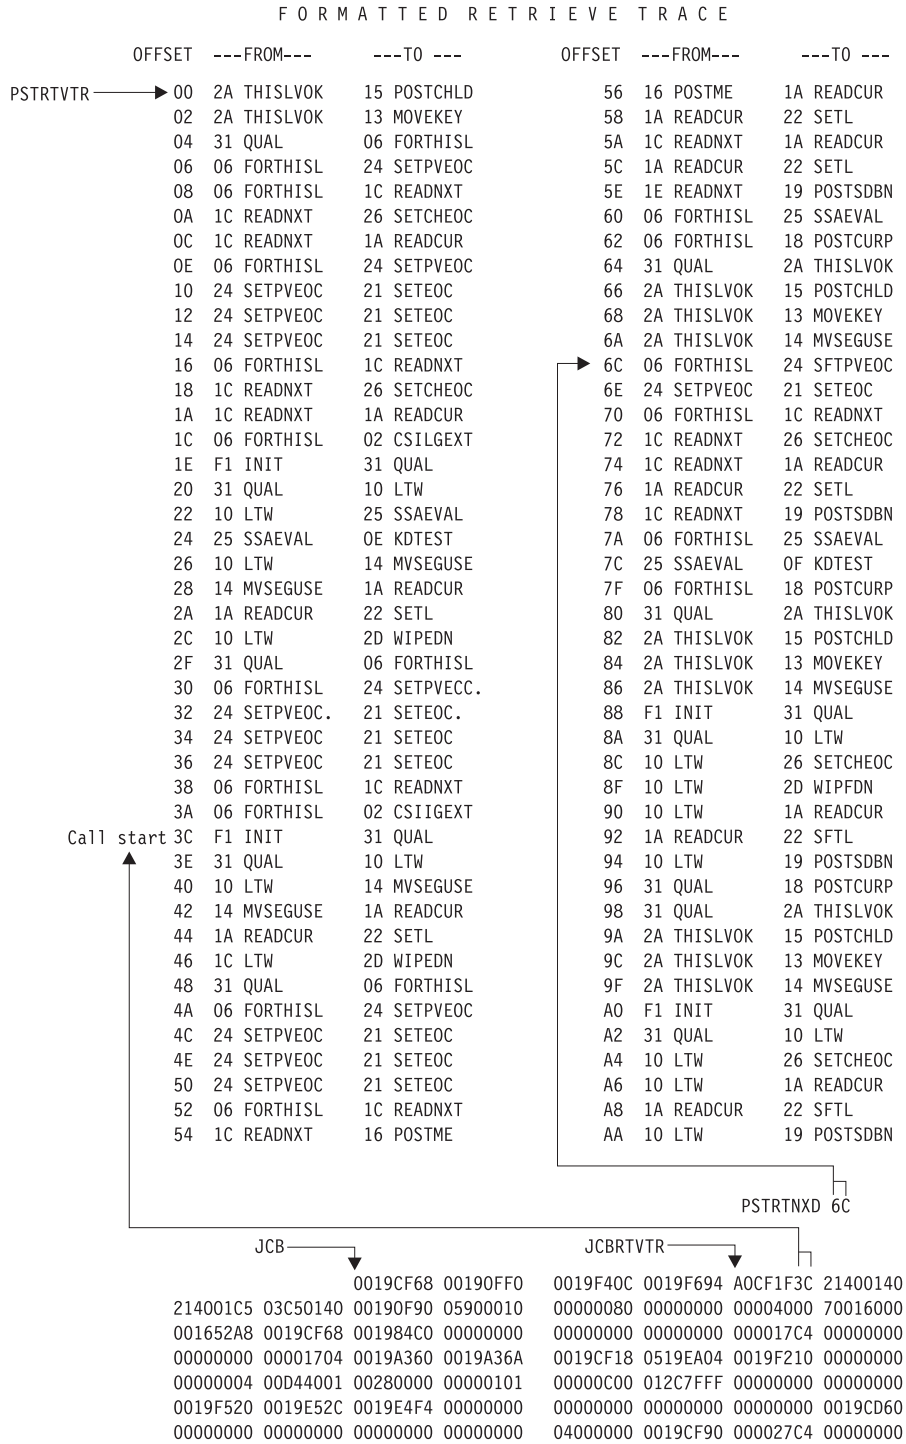 FORMATTED RETRIEVE TRACE
OFFSET ---FROM--- ---TO --- OFFSET ---FROM--- ---TO ---
PSTRTVTR 00 2A THISLVOK 15 POSTCHLD 56 16 POSTME 1A READCUR
02 2A THISLVOK 13 MOVEKEY 58 1A READCUR 22 SETL
04 31 QUAL 06 FORTHISL 5A 1C READNXT 1A READCUR
06 06 FORTHISL 24 SETPVEOC 5C 1A READCUR 22 SETL
08 06 FORTHISL 1C READNXT 5E 1E READNXT 19 POSTSDBN
0A 1C READNXT 26 SETCHEOC 60 06 FORTHISL 25 SSAEVAL
0C 1C READNXT 1A READCUR 62 06 FORTHISL 18 POSTCURP
0E 06 FORTHISL 24 SETPVEOC 64 31 QUAL 2A THISLVOK
10 24 SETPVEOC 21 SETEOC 66 2A THISLVOK 15 POSTCHLD
12 24 SETPVEOC 21 SETEOC 68 2A THISLVOK 13 MOVEKEY
14 24 SETPVEOC 21 SETEOC 6A 2A THISLVOK 14 MVSEGUSE
16 06 FORTHISL 1C READNXT 6C 06 FORTHISL 24 SFTPVEOC
18 1C READNXT 26 SETCHEOC 6E 24 SETPVEOC 21 SETEOC
1A 1C READNXT 1A READCUR 70 06 FORTHISL 1C READNXT
1C 06 FORTHISL 02 CSILGEXT 72 1C READNXT 26 SETCHEOC
1E F1 INIT 31 QUAL 74 1C READNXT 1A READCUR
20 31 QUAL 10 LTW 76 1A READCUR 22 SETL
22 10 LTW 25 SSAEVAL 78 1C READNXT 19 POSTSDBN
24 25 SSAEVAL 0E KDTEST 7A 06 FORTHISL 25 SSAEVAL
26 10 LTW 14 MVSEGUSE 7C 25 SSAEVAL 0F KDTEST
28 14 MVSEGUSE 1A READCUR 7F 06 FORTHISL 18 POSTCURP
2A 1A READCUR 22 SETL 80 31 QUAL 2A THISLVOK
2C 10 LTW 2D WIPEDN 82 2A THISLVOK 15 POSTCHLD
2F 31 QUAL 06 FORTHISL 84 2A THISLVOK 13 MOVEKEY
30 06 FORTHISL 24 SETPVECC. 86 2A THISLVOK 14 MVSEGUSE
32 24 SETPVEOC. 21 SETEOC. 88 F1 INIT 31 QUAL
34 24 SETPVEOC 21 SETEOC 8A 31 QUAL 10 LTW
36 24 SETPVEOC 21 SETEOC 8C 10 LTW 26 SETCHEOC
38 06 FORTHISL 1C READNXT 8F 10 LTW 2D WIPFDN
3A 06 FORTHISL 02 CSIIGEXT 90 10 LTW 1A READCUR
Call start 3C F1 INIT 31 QUAL 92 1A READCUR 22 SFTL
3E 31 QUAL 10 LTW 94 10 LTW 19 POSTSDBN
40 10 LTW 14 MVSEGUSE 96 31 QUAL 18 POSTCURP
42 14 MVSEGUSE 1A READCUR 98 31 QUAL 2A THISLVOK
44 1A READCUR 22 SETL 9A 2A THISLVOK 15 POSTCHLD
46 1C LTW 2D WIPEDN 9C 2A THISLVOK 13 MOVEKEY
48 31 QUAL 06 FORTHISL 9F 2A THISLVOK 14 MVSEGUSE
4A 06 FORTHISL 24 SETPVEOC A0 F1 INIT 31 QUAL
4C 24 SETPVEOC 21 SETEOC A2 31 QUAL 10 LTW
4E 24 SETPVEOC 21 SETEOC A4 10 LTW 26 SETCHEOC
50 24 SETPVEOC 21 SETEOC A6 10 LTW 1A READCUR
52 06 FORTHISL 1C READNXT A8 1A READCUR 22 SFTL
54 1C READNXT 16 POSTME AA 10 LTW 19 POSTSDBN
PSTRTNXD 6C
JCB JCBRTVTR
0019CF68 00190FF0 0019F40C 0019F694 A0CF1F3C 21400140
214001C5 03C50140 00190F90 05900010 00000080 00000000 00004000 70016000
001652A8 0019CF68 001984C0 00000000 00000000 00000000 000017C4 00000000
00000000 00001704 0019A360 0019A36A 0019CF18 0519EA04 0019F210 00000000
00000004 00D44001 00280000 00000101 00000C00 012C7FFF 00000000 00000000
0019F520 0019E52C 0019E4F4 00000000 00000000 00000000 00000000 0019CD60
00000000 00000000 00000000 00000000 04000000 0019CF90 000027C4 00000000